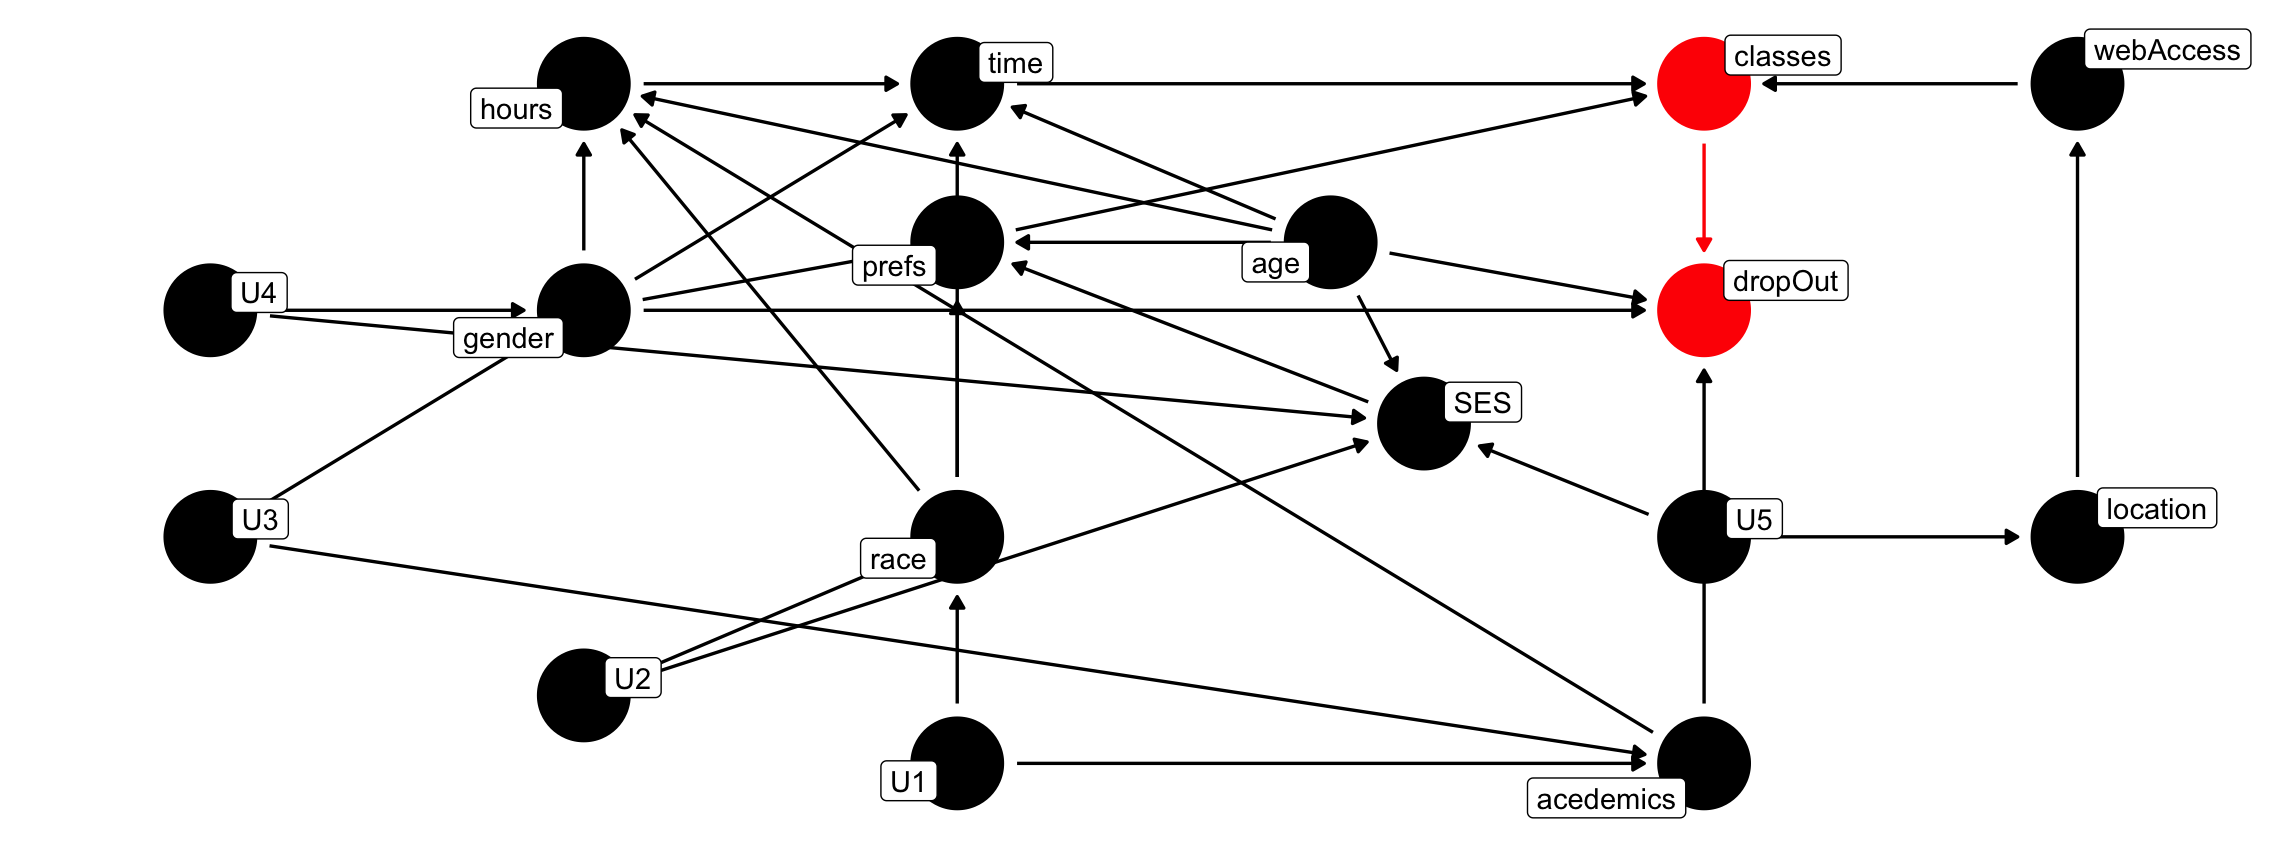 webAccess
classes
time
hours
prefs
age
dropOut
U4
gender
SES
U3
U5
location
race
U2
U1
acedemics